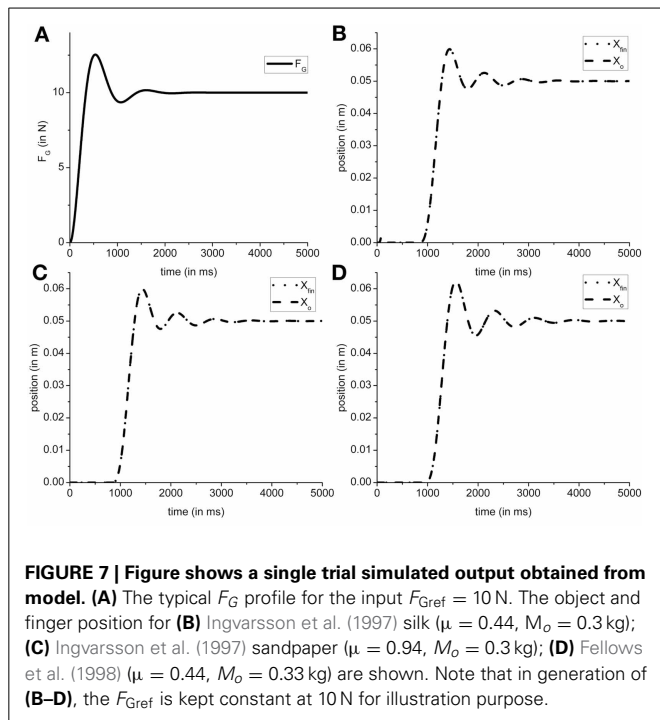 A
F_G
F_G (in N)
10
5
0
0 1000 2000 3000 4000 5000
time (in ms)
B
X_fin
X_o
position (in m)
0.06
0.05
0.04
0.03
0.02
0.01
0.00
0 1000 2000 3000 4000 5000
time (in ms)
C
X_fin
X_o
position (in m)
0.06
0.05
0.04
0.03
0.02
0.01
0.00
0 1000 2000 3000 4000 5000
time (in ms)
D
X_fin
X_o
position (in m)
0.06
0.05
0.04
0.03
0.02
0.01
0.00
0 1000 2000 3000 4000 5000
time (in ms)
FIGURE 7 | Figure shows a single trial simulated output obtained from
model. (A) The typical F_G profile for the input F_Gref = 10 N. The object and
finger position for (B) Ingvarsson et al. (1997) silk (μ = 0.44, M_o = 0.3 kg);
(C) Ingvarsson et al. (1997) sandpaper (μ = 0.94, M_o = 0.3 kg); (D) Fellows
et al. (1998) (μ = 0.44, M_o = 0.33 kg) are shown. Note that in generation of
(B–D), the F_Gref is kept constant at 10 N for illustration purpose.